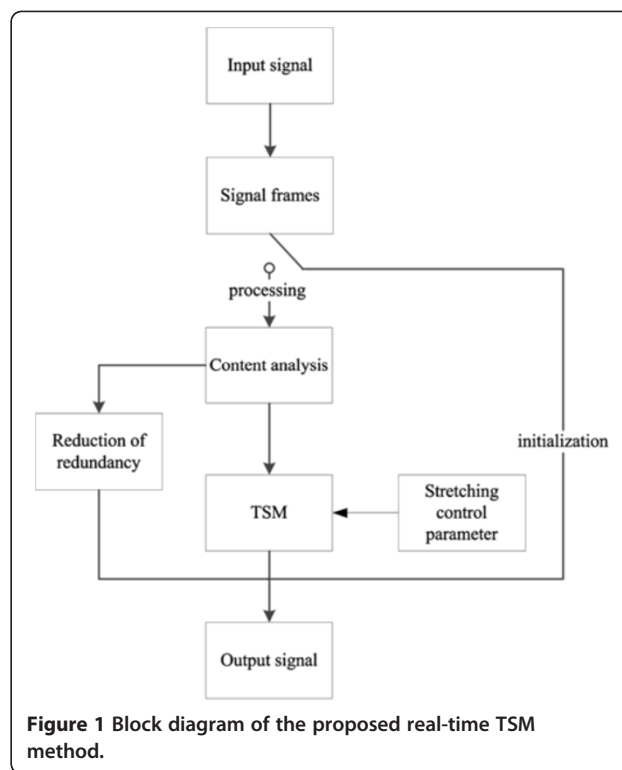 Input signal
Signal frames
processing
Content analysis
Reduction of
redundancy
initialization
TSM
Stretching
control
parameter
Output signal
Figure 1 Block diagram of the proposed real-time TSM
method.